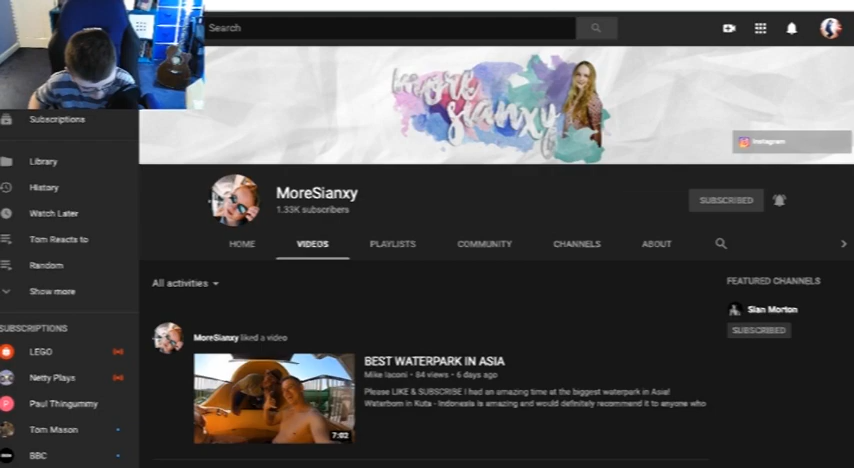 Search
more
sianxy
Instagram
Subscriptions
Library
History
Watch Later
Tom Reacts to
Random
Show more
SUBSCRIPTIONS
LEGO
Netty Plays
Paul Thingummy
Tom Mason
BBC
MoreSianxy
1.33K subscribers
SUBSCRIBED
HOME
VIDEOS
PLAYLISTS
COMMUNITY
CHANNELS
ABOUT
All activities
MoreSianxy liked a video
7:02
BEST WATERPARK IN ASIA
Mike Iaconi • 84 views • 6 days ago
Please LIKE & SUBSCRIBE I had an amazing time at the biggest waterpark in Asia!
Waterbom in Kuta - Indonesia is amazing and would definitely recommend it to anyone who
FEATURED CHANNELS
Sian Morton
SUBSCRIBED